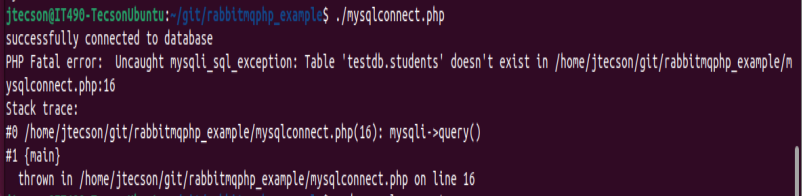 jtecson@IT490-TecsonUbuntu:~/git/rabbitmqphp_example$ ./mysqlconnect.php
successfully connected to database
PHP Fatal error:  Uncaught mysqli_sql_exception: Table 'testdb.students' doesn't exist in /home/jtecson/git/rabbitmqphp_example/m
ysqlconnect.php:16
Stack trace:
#0 /home/jtecson/git/rabbitmqphp_example/mysqlconnect.php(16): mysqli->query()
#1 {main}
  thrown in /home/jtecson/git/rabbitmqphp_example/mysqlconnect.php on line 16